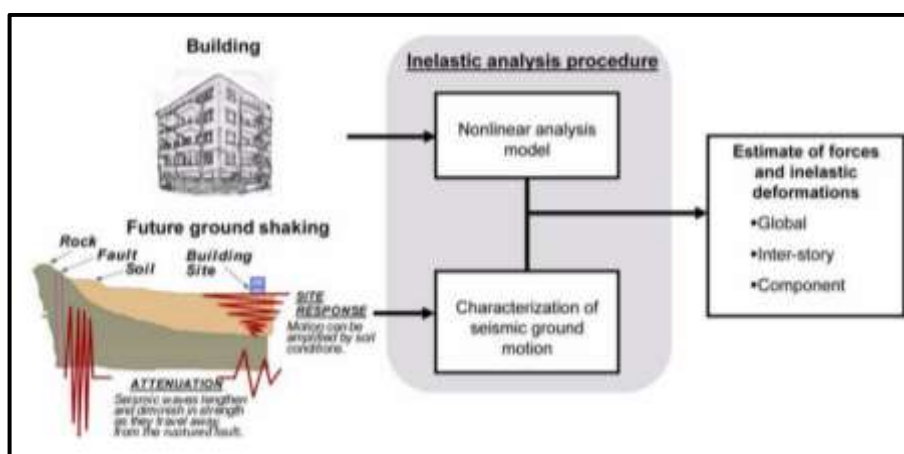 Building
Inelastic analysis procedure
Nonlinear analysis
model
Estimate of forces
and inelastic
deformations
•Global
•Inter-story
•Component
Future ground shaking
Rock
Fault
Soil
Building
Site
SITE
RESPONSE
Motion can be
amplified by soil
conditions.
Characterization of
seismic ground
motion
ATTENUATION
Seismic waves lengthen
and diminish in strength
as they travel away
from the ruptured fault.